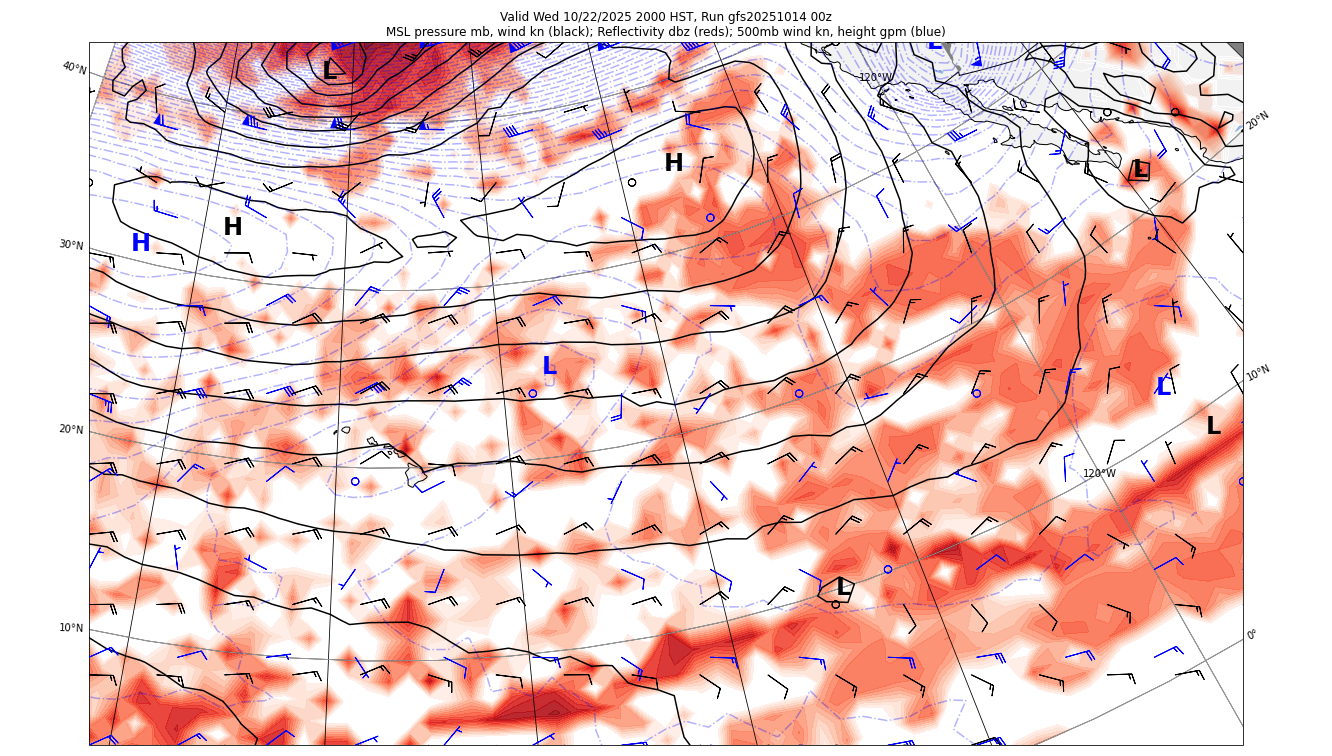 Valid Wed 10/22/2025 2000 HST, Run gfs20251014 00z
MSL pressure mb, wind kn (black); Reflectivity dbz (reds); 500mb wind kn, height gpm (blue)
L
L
40°N
120°W
20°N
H
L
H
H
30°N
L
10°N
L
L
20°N
120°W
L
10°N
0°